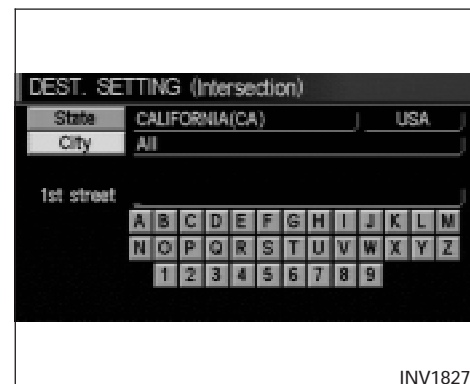 DEST. SETTING (Intersection)
State CALIFORNIA(CA) USA
City All
1st street _
A B C D E F G H I J K L M
N O P Q R S T U V W X Y Z
1 2 3 4 5 6 7 8 9
INV1827